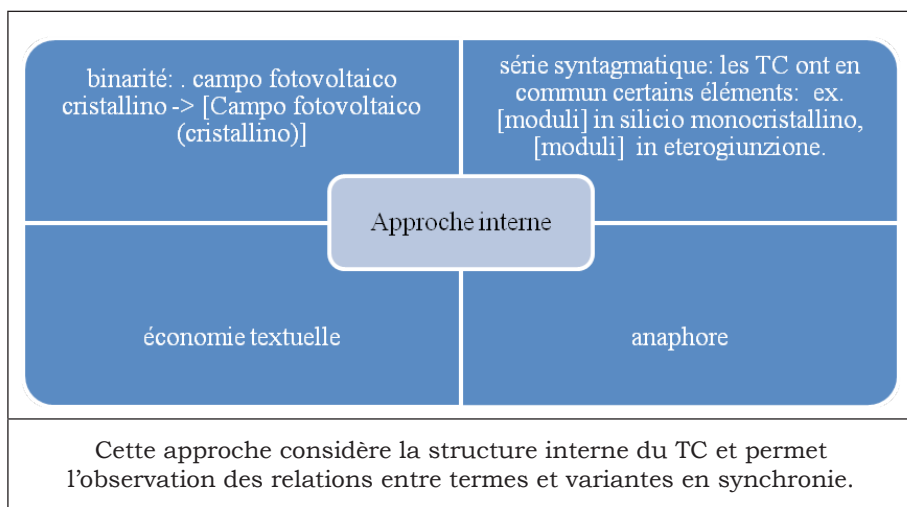 binarité: . campo fotovoltaico
cristallino -> [Campo fotovoltaico
(cristallino)]
série syntagmatique: les TC ont en
commun certains éléments: ex.
[moduli] in silicio monocristallino,
[moduli] in eterogiunzione.
Approche interne
économie textuelle
anaphore
Cette approche considère la structure interne du TC et permet
l’observation des relations entre termes et variantes en synchronie.